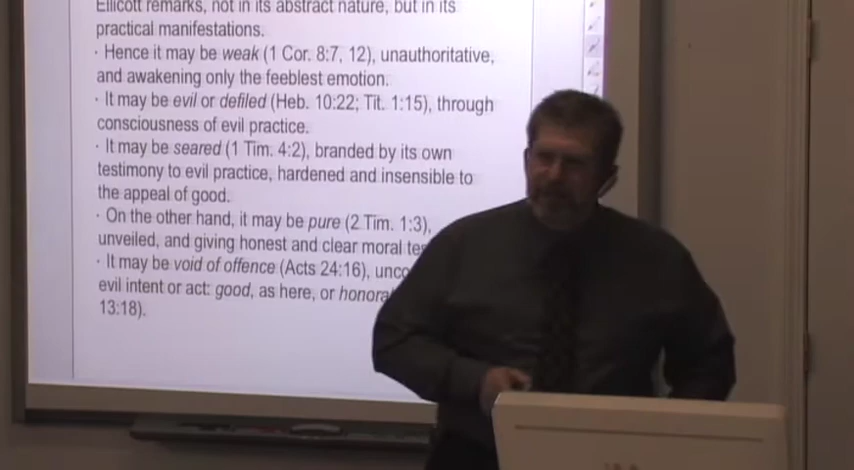 Ellicott remarks, not in its abstract nature, but in its
practical manifestations.
· Hence it may be weak (1 Cor. 8:7, 12), unauthoritative,
and awakening only the feeblest emotion.
· It may be evil or defiled (Heb. 10:22; Tit. 1:15), through
consciousness of evil practice.
· It may be seared (1 Tim. 4:2), branded by its own
testimony to evil practice, hardened and insensible to
the appeal of good.
· On the other hand, it may be pure (2 Tim. 1:3),
unveiled, and giving honest and clear moral
· It may be void of offence (Acts 24:16),
evil intent or act: good, as here, or
13:18).